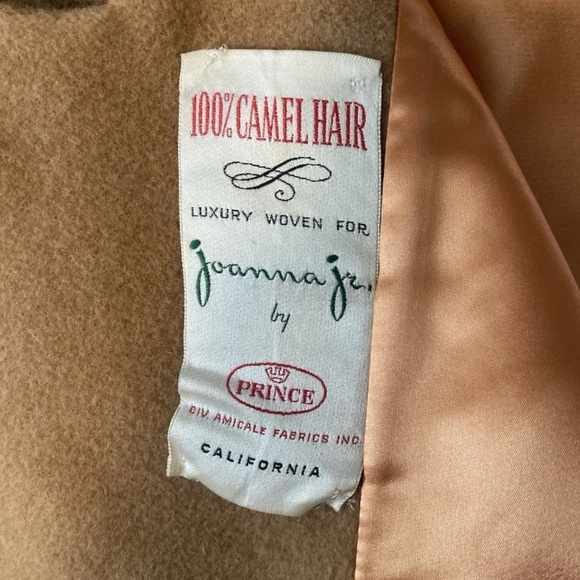 100% CAMEL HAIR
LUXURY WOVEN FOR
joanna jr.
by
PRINCE
DIV. AMICALE FABRICS INC
CALIFORNIA